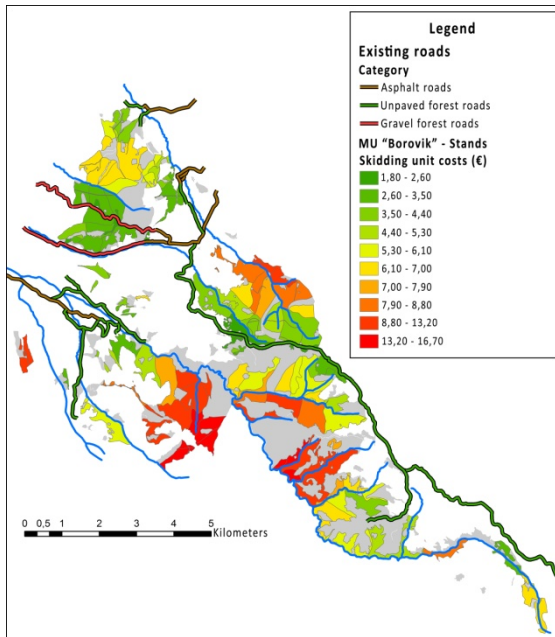 Legend
Existing roads
Category
Asphalt roads
Unpaved forest roads
Gravel forest roads
MU "Borovik" - Stands
Skidding unit costs (€)
1,80 - 2,60
2,60 - 3,50
3,50 - 4,40
4,40 - 5,30
5,30 - 6,10
6,10 - 7,00
7,00 - 7,90
7,90 - 8,80
8,80 - 13,20
13,20 - 16,70
0 0,5 1 2 3 4 5
Kilometers